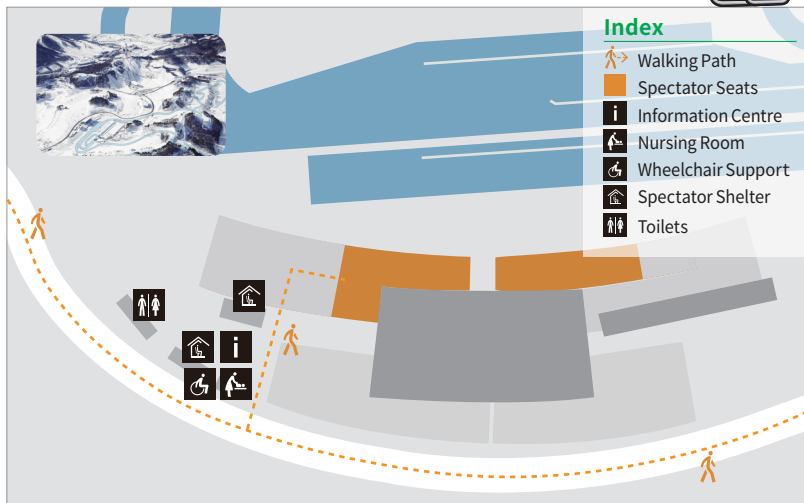 Index
Walking Path
Spectator Seats
Information Centre
Nursing Room
Wheelchair Support
Spectator Shelter
Toilets